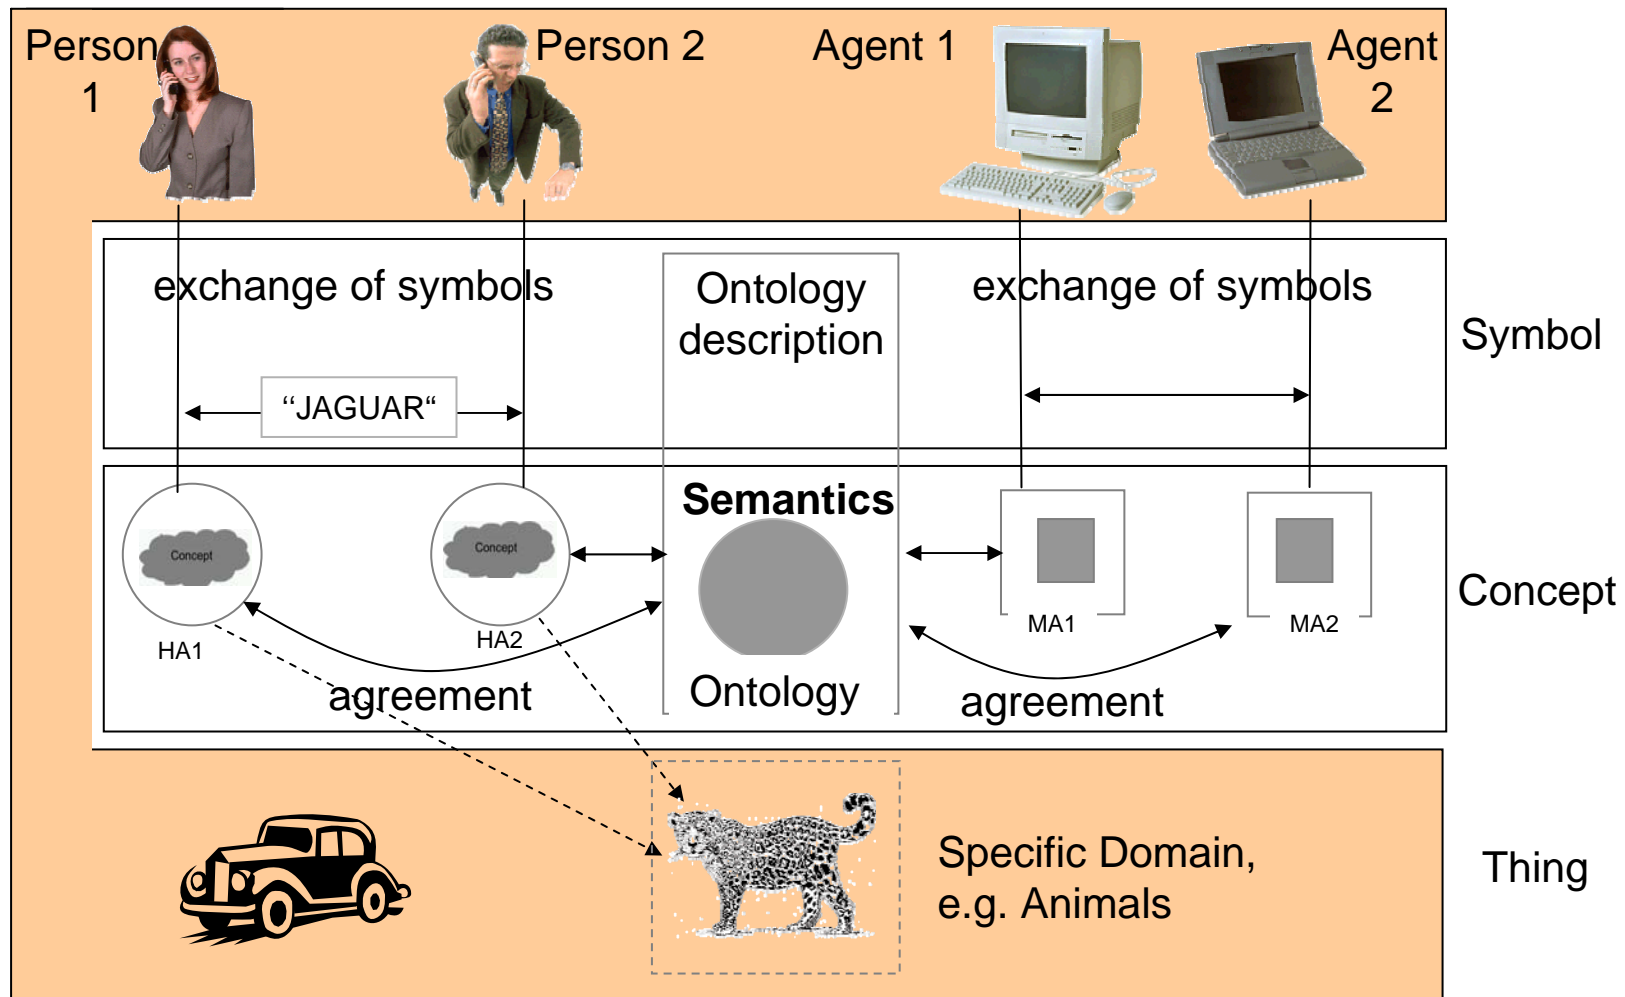 Person
1
Person 2
Agent 1
Agent
2
exchange of symbols
Ontology
description
exchange of symbols
Symbol
“JAGUAR“
Semantics
Concept
Concept
Concept
HA1
HA2
MA1
MA2
agreement
Ontology
agreement
Specific Domain,
e.g. Animals
Thing